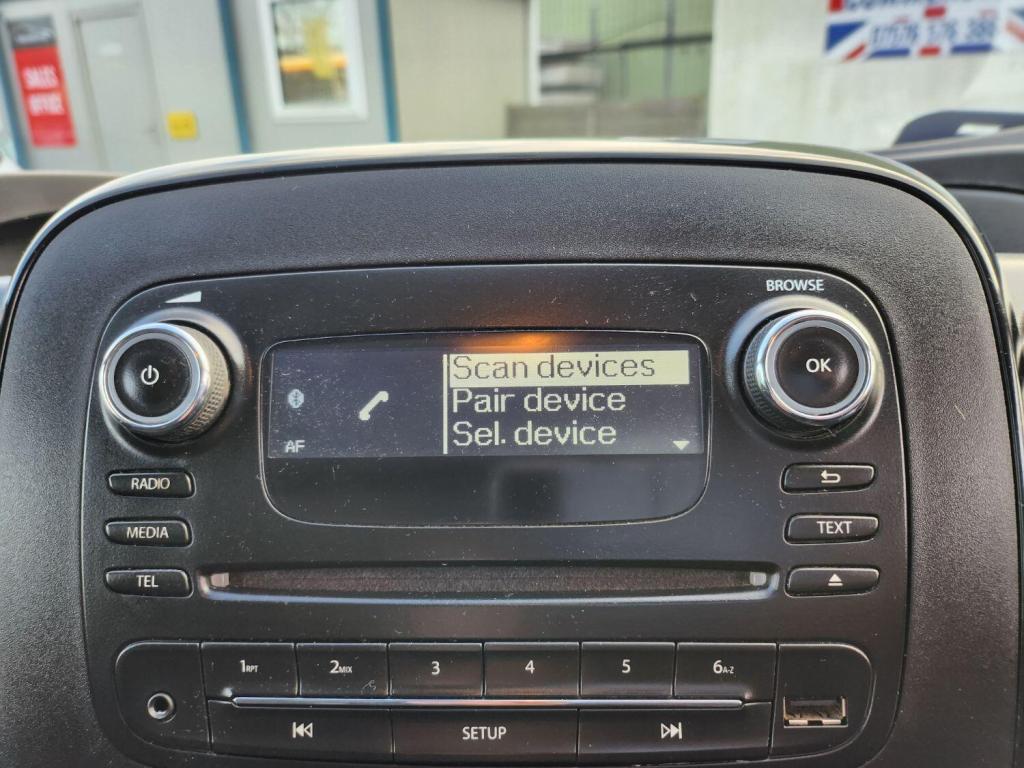 SALES
OFFICE
BROWSE
OK
Scan devices
Pair device
Sel. device
AF
RADIO
MEDIA
TEL
TEXT
1RPT
2MIX
3
4
5
6A-Z
SETUP